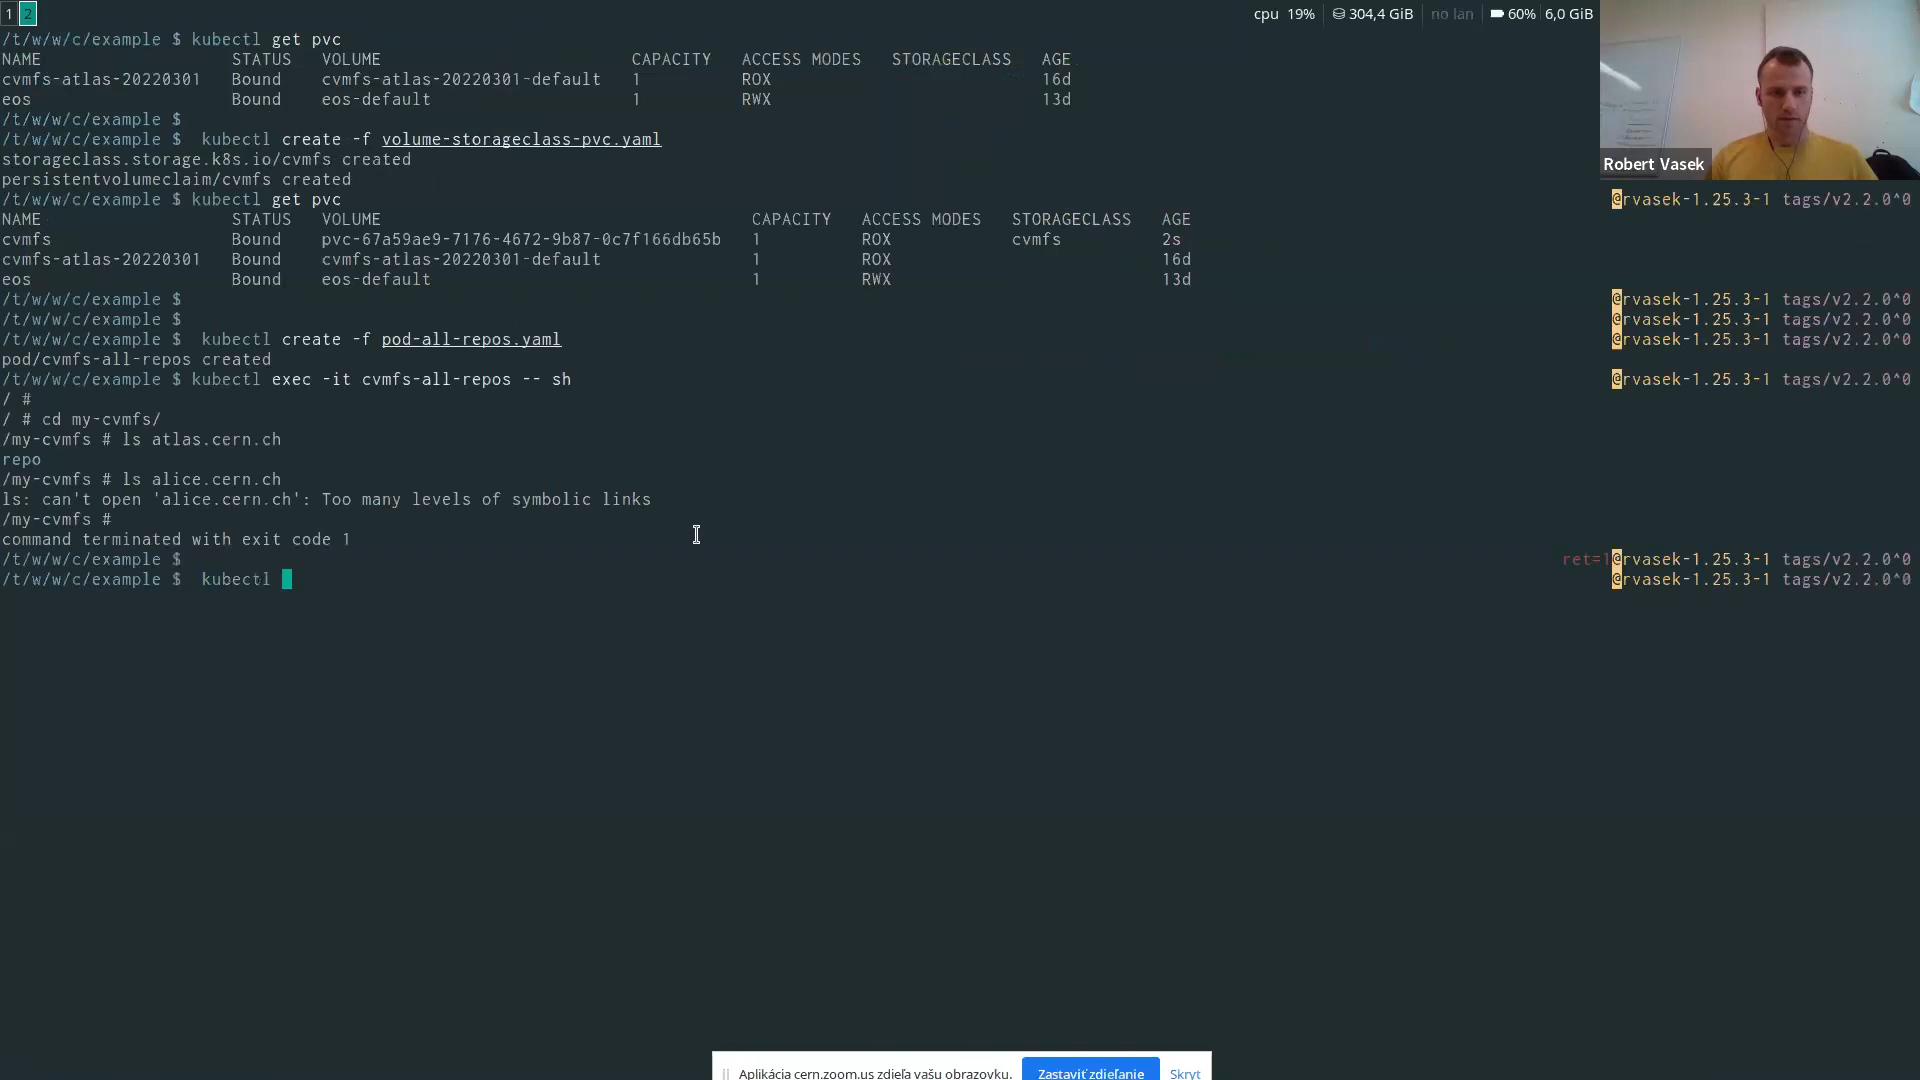 1 2 cpu 19% 304,4 GiB no lan 60% 6,0 GiB
/t/w/w/c/example $ kubectl get pvc
NAME STATUS VOLUME CAPACITY ACCESS MODES STORAGECLASS AGE
cvmfs-atlas-20220301 Bound cvmfs-atlas-20220301-default 1 ROX 16d
eos Bound eos-default 1 RWX 13d
/t/w/w/c/example $
/t/w/w/c/example $ kubectl create -f volume-storageclass-pvc.yaml
storageclass.storage.k8s.io/cvmfs created
Robert Vasek
persistentvolumeclaim/cvmfs created
/t/w/w/c/example $ kubectl get pvc @rvasek-1.25.3-1 tags/v2.2.0^0
NAME STATUS VOLUME CAPACITY ACCESS MODES STORAGECLASS AGE
cvmfs Bound pvc-67a59ae9-7176-4672-9b87-0c7f166db65b 1 ROX cvmfs 2s
cvmfs-atlas-20220301 Bound cvmfs-atlas-20220301-default 1 ROX 16d
eos Bound eos-default 1 RWX 13d
/t/w/w/c/example $ @rvasek-1.25.3-1 tags/v2.2.0^0
/t/w/w/c/example $ @rvasek-1.25.3-1 tags/v2.2.0^0
/t/w/w/c/example $ kubectl create -f pod-all-repos.yaml @rvasek-1.25.3-1 tags/v2.2.0^0
pod/cvmfs-all-repos created
/t/w/w/c/example $ kubectl exec -it cvmfs-all-repos -- sh @rvasek-1.25.3-1 tags/v2.2.0^0
/ #
/ # cd my-cvmfs/
/my-cvmfs # ls atlas.cern.ch
repo
/my-cvmfs # ls alice.cern.ch
ls: can't open 'alice.cern.ch': Too many levels of symbolic links
/my-cvmfs #
command terminated with exit code 1
/t/w/w/c/example $ ret=1@rvasek-1.25.3-1 tags/v2.2.0^0
/t/w/w/c/example $ kubectl @rvasek-1.25.3-1 tags/v2.2.0^0
Aplikácia cern.zoom.us zdieľa vašu obrazovku. Zastaviť zdieľanie Skryť